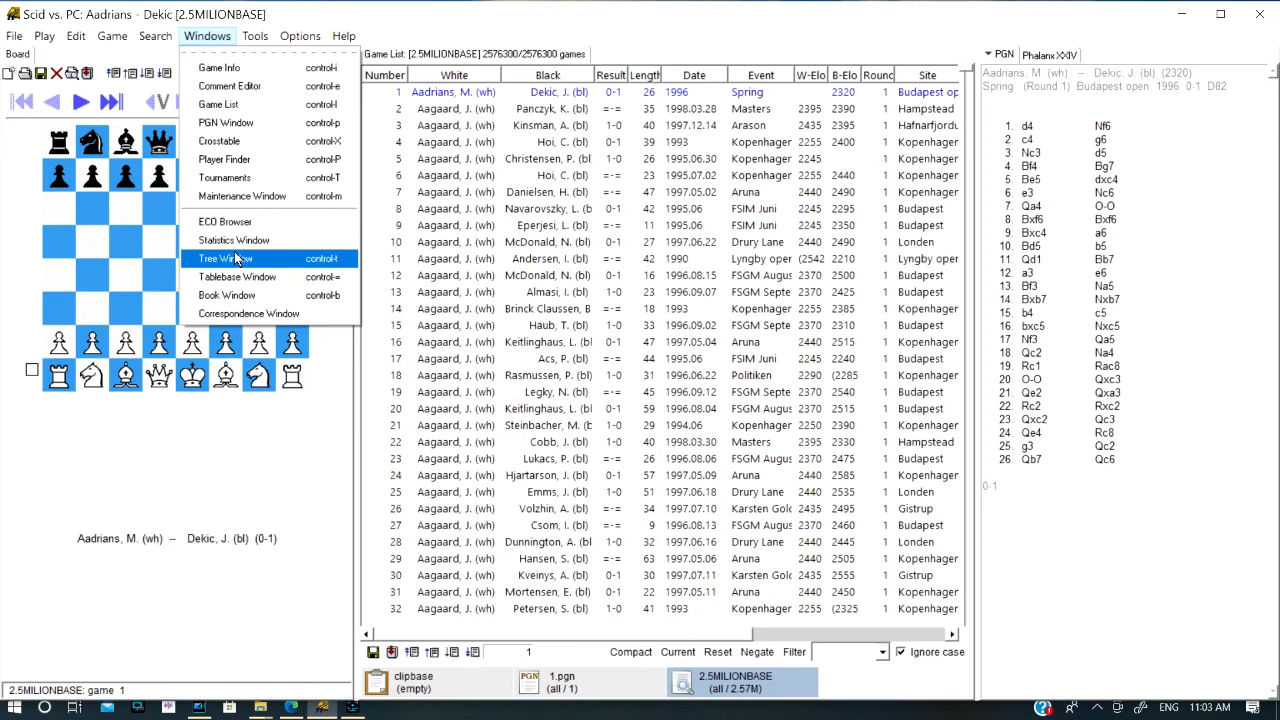 Scid vs. PC: Aadrians - Dekic [2.5MILIONBASE]
File Play Edit Game Search Windows Tools Options Help
Board
Game Info control-i
Comment Editor control-e
Game List control-l
PGN Window control-p
Crosstable control-X
Player Finder control-P
Tournaments control-T
Maintenance Window control-m
ECO Browser
Statistics Window
Tree Window control-t
Tablebase Window control-=
Book Window control-b
Correspondence Window
Aadrians, M. (wh) -- Dekic, J. (bl) (0-1)
2.5MILIONBASE: game 1
Game List: [2.5MILIONBASE] 2576300/2576300 games
Number White Black Result Length Date Event W-Elo B-Elo Round Site
1 Aadrians, M. (wh) Dekic, J. (bl) 0-1 26 1996 Spring 2320 1 Budapest op
2 Aagaard, J. (wh) Panczyk, K. (bl) =-= 35 1998.03.28 Masters 2395 2390 1 Hampstead
3 Aagaard, J. (wh) Kinsman, A. (bl) 1-0 40 1997.12.14 Arason 2435 2395 1 Hafnarfjordu
4 Aagaard, J. (wh) Hoi, C. (bl) 0-1 39 1993 Kopenhager 2255 2400 1 Kopenhager
5 Aagaard, J. (wh) Christensen, P. (bl) 1-0 24 1995.06.30 Kopenhager 2245 1 Kopenhager
6 Aagaard, J. (wh) Hoi, C. (bl) =-= 23 1995.07.02 Kopenhager 2255 2440 1 Kopenhager
7 Aagaard, J. (wh) Danielsen, H. (bl) =-= 47 1997.05.02 Aruna 2440 2490 1 Kopenhager
8 Aagaard, J. (wh) Navarovszky, L. (bl) 1-0 42 1995.06 FSIM Juni 2245 2295 1 Budapest
9 Aagaard, J. (wh) Eperjesi, L. (bl) =-= 11 1995.06 FSIM Juni 2245 2290 1 Budapest
10 Aagaard, J. (wh) McDonald, N. (bl) 0-1 29 1997.06.22 Drury Lane 2440 2490 1 Londen
11 Aagaard, J. (wh) Andersen, J. (bl) =-= 42 1990 Lyngby oper (2542 1 Lyngby oper
12 Aagaard, J. (wh) McDonald, N. (bl) =-= 32 1996.08.15 FSGM Augus 2370 2500 1 Budapest
13 Aagaard, J. (wh) Almasi, I. (bl) 1-0 23 1996.09.07 FSGM Septe 2370 2425 1 Budapest
14 Aagaard, J. (wh) Brinck Claussen, B. (bl) =-= 18 1993 Kopenhager 2255 2385 1 Kopenhager
15 Aagaard, J. (wh) Haub, T. (bl) 1-0 33 1996.09.02 FSGM Septe 2370 2310 1 Budapest
16 Aagaard, J. (wh) Keitlinghaus, L. (bl) 0-1 47 1997.05.04 Aruna 2440 2515 1 Kopenhager
17 Aagaard, J. (wh) Acs, P. (bl) =-= 44 1995.06 FSIM Juni 2245 2240 1 Budapest
18 Aagaard, J. (wh) Rasmussen, P. (bl) 1-0 31 1996.06.22 Politiken 2290 (2285 1 Kopenhager
19 Aagaard, J. (wh) Legky, N. (bl) =-= 45 1996.09.12 FSGM Septe 2370 2455 1 Budapest
20 Aagaard, J. (wh) Keitlinghaus, L. (bl) 0-1 59 1996.08.04 FSGM Augus 2370 2515 1 Budapest
21 Aagaard, J. (wh) Steinbacher, M. (bl) =-= 28 1994.06 Kopenhager 2250 2390 1 Kopenhager
22 Aagaard, J. (wh) Cobb, J. (bl) 1-0 40 1998.03.30 Masters 2395 2330 1 Hampstead
23 Aagaard, J. (wh) Lukacs, P. (bl) =-= 26 1996.08.06 FSGM Augus 2370 2475 1 Budapest
24 Aagaard, J. (wh) Hjartarson, J. (bl) 0-1 57 1997.05.09 Aruna 2440 2585 1 Kopenhager
25 Aagaard, J. (wh) Emms, J. (bl) 1-0 51 1997.06.18 Drury Lane 2440 2535 1 Londen
26 Aagaard, J. (wh) Volzhin, A. (bl) =-= 34 1997.07.10 Karsten Gold 2435 2505 1 Gistrup
27 Aagaard, J. (wh) Csom, I. (bl) =-= 9 1996.08.13 FSGM Augus 2370 2460 1 Budapest
28 Aagaard, J. (wh) Dunnington, A. (bl) =-= 32 1997.06.16 Drury Lane 2440 2445 1 Londen
29 Aagaard, J. (wh) Hansen, S. (bl) =-= 63 1997.05.06 Aruna 2440 2505 1 Kopenhager
30 Aagaard, J. (wh) Kveinys, A. (bl) 0-1 30 1997.07.11 Karsten Gold 2435 2555 1 Gistrup
31 Aagaard, J. (wh) Mortensen, E. (bl) 0-1 22 1997.05.11 Aruna 2440 2450 1 Kopenhager
32 Aagaard, J. (wh) Petersen, S. (bl) 1-0 41 1993 Kopenhager 2255 (2325 1 Kopenhager
1 Compact Current Reset Negate Filter Ignore case
clipbase
(empty)
PGN
1.pgn
(all / 1)
2.5MILIONBASE
(all / 2.57M)
PGN Phalanx XXIV
Aadrians, M. (wh) -- Dekic, J. (bl) (2320)
Spring (Round 1) Budapest open 1996 0-1 D82
1. d4 Nf6
2. c4 g6
3. Nc3 d5
4. Bf4 Bg7
5. Be5 dxc4
6. e3 Nc6
7. Qa4 O-O
8. Bxf6 Bxf6
9. Bxc4 a6
10. Bd5 b5
11. Qd1 b4
12. a3 e6
13. Bf3 Na5
14. Bxb7 Nxb7
15. b4 c5
16. bxc5 Nxc5
17. Nf3 Qa5
18. Qc2 Na4
19. Rc1 Rac8
20. O-O Qxc3
21. Qe2 Qxa3
22. Rc2 Rxc2
23. Qxc2 Qc3
24. Qe4 Rc8
25. g3 Qc2
26. Qb7 Qc6
0-1
11:03 AM